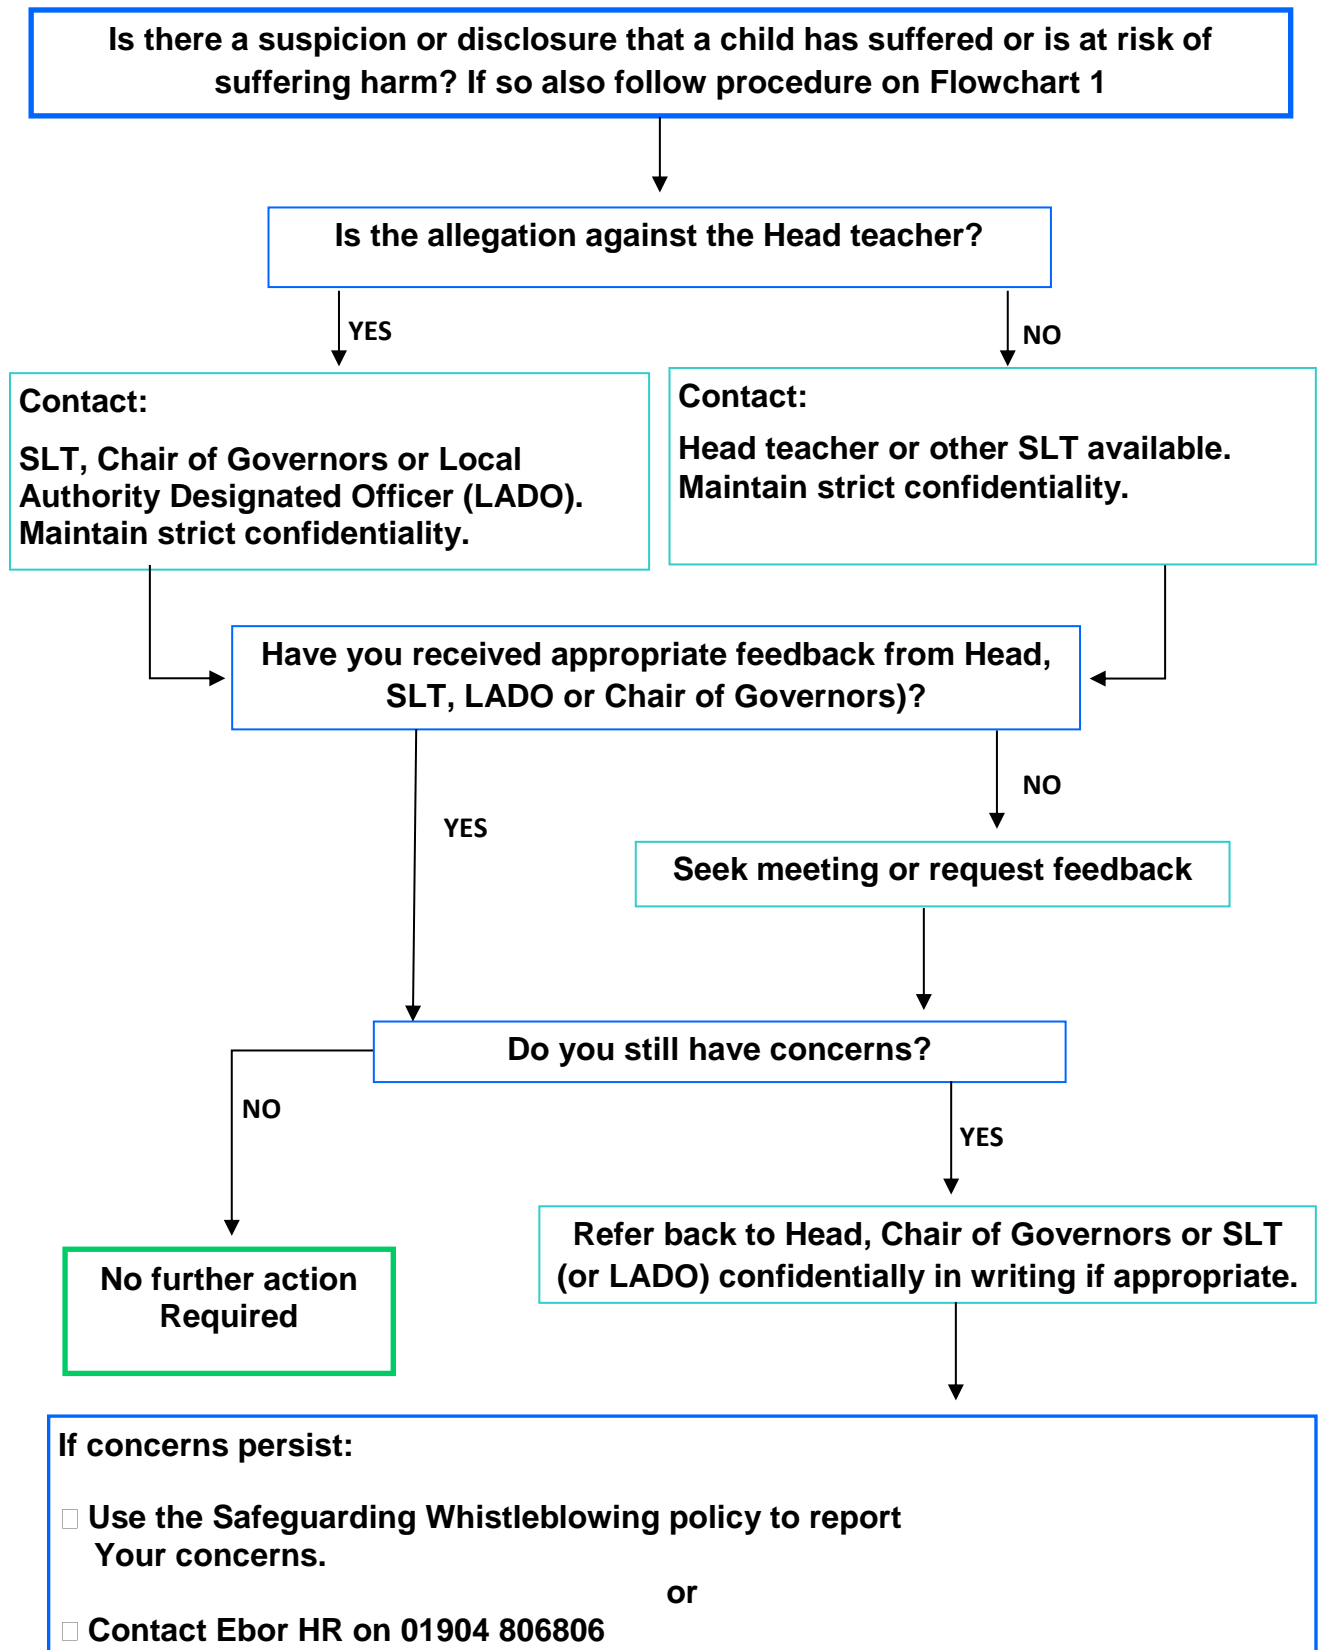 Is there a suspicion or disclosure that a child has suffered or is at risk of
suffering harm? If so also follow procedure on Flowchart 1
Is the allegation against the Head teacher?
YES
NO
Contact:
SLT, Chair of Governors or Local
Authority Designated Officer (LADO).
Maintain strict confidentiality.
Contact:
Head teacher or other SLT available.
Maintain strict confidentiality.
Have you received appropriate feedback from Head,
SLT, LADO or Chair of Governors)?
YES
NO
Seek meeting or request feedback
Do you still have concerns?
NO
YES
No further action
Required
Refer back to Head, Chair of Governors or SLT
(or LADO) confidentially in writing if appropriate.
If concerns persist:
Use the Safeguarding Whistleblowing policy to report
Your concerns.
or
Contact Ebor HR on 01904 806806